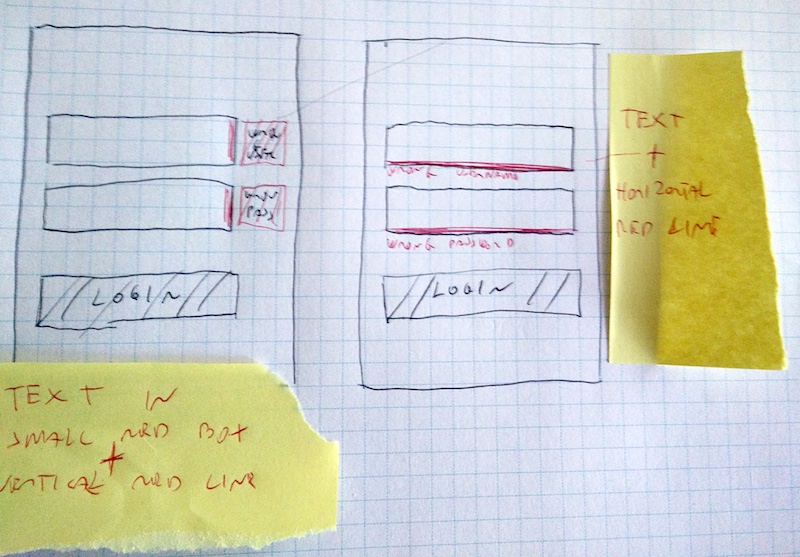 WRONG
USER
WRONG
PASS
LOGIN
WRONG USERNAME
WRONG PASSWORD
LOGIN
TEXT
+
HORIZONTAL
RED LINE
TEXT IN
SMALL RED BOX
+
VERTICAL RED LINE